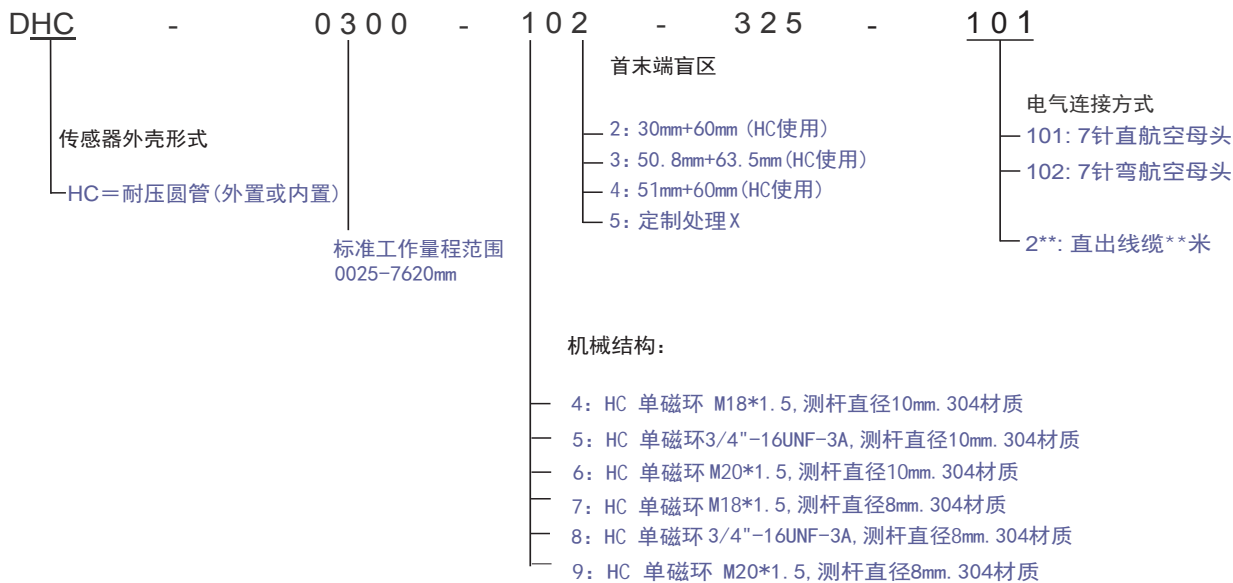 DHC - 0300 - 102 - 325 - 101
首末端盲区
电气连接方式
传感器外壳形式
2: 30mm+60mm (HC使用)
101: 7针直航空母头
3: 50.8mm+63.5mm(HC使用)
102: 7针弯航空母头
HC=耐压圆管(外置或内置)
4: 51mm+60mm(HC使用)
5: 定制处理X
标准工作量程范围
2**: 直出线缆**米
0025-7620mm
机械结构:
4: HC 单磁环 M18*1.5,测杆直径10mm.304材质
5: HC 单磁环3/4"-16UNF-3A,测杆直径10mm.304材质
6: HC 单磁环 M20*1.5,测杆直径10mm.304材质
7: HC 单磁环 M18*1.5,测杆直径8mm.304材质
8: HC 单磁环 3/4"-16UNF-3A,测杆直径8mm.304材质
9: HC 单磁环 M20*1.5,测杆直径8mm.304材质